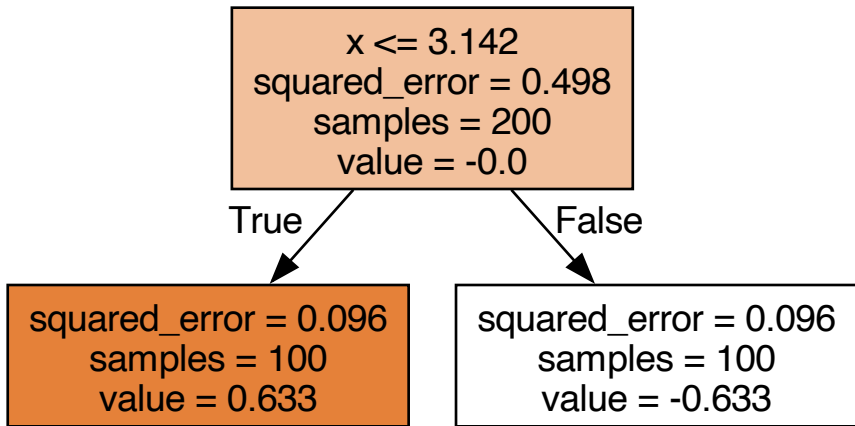 x <= 3.142
squared_error = 0.498
samples = 200
value = -0.0
True
False
squared_error = 0.096
samples = 100
value = 0.633
squared_error = 0.096
samples = 100
value = -0.633